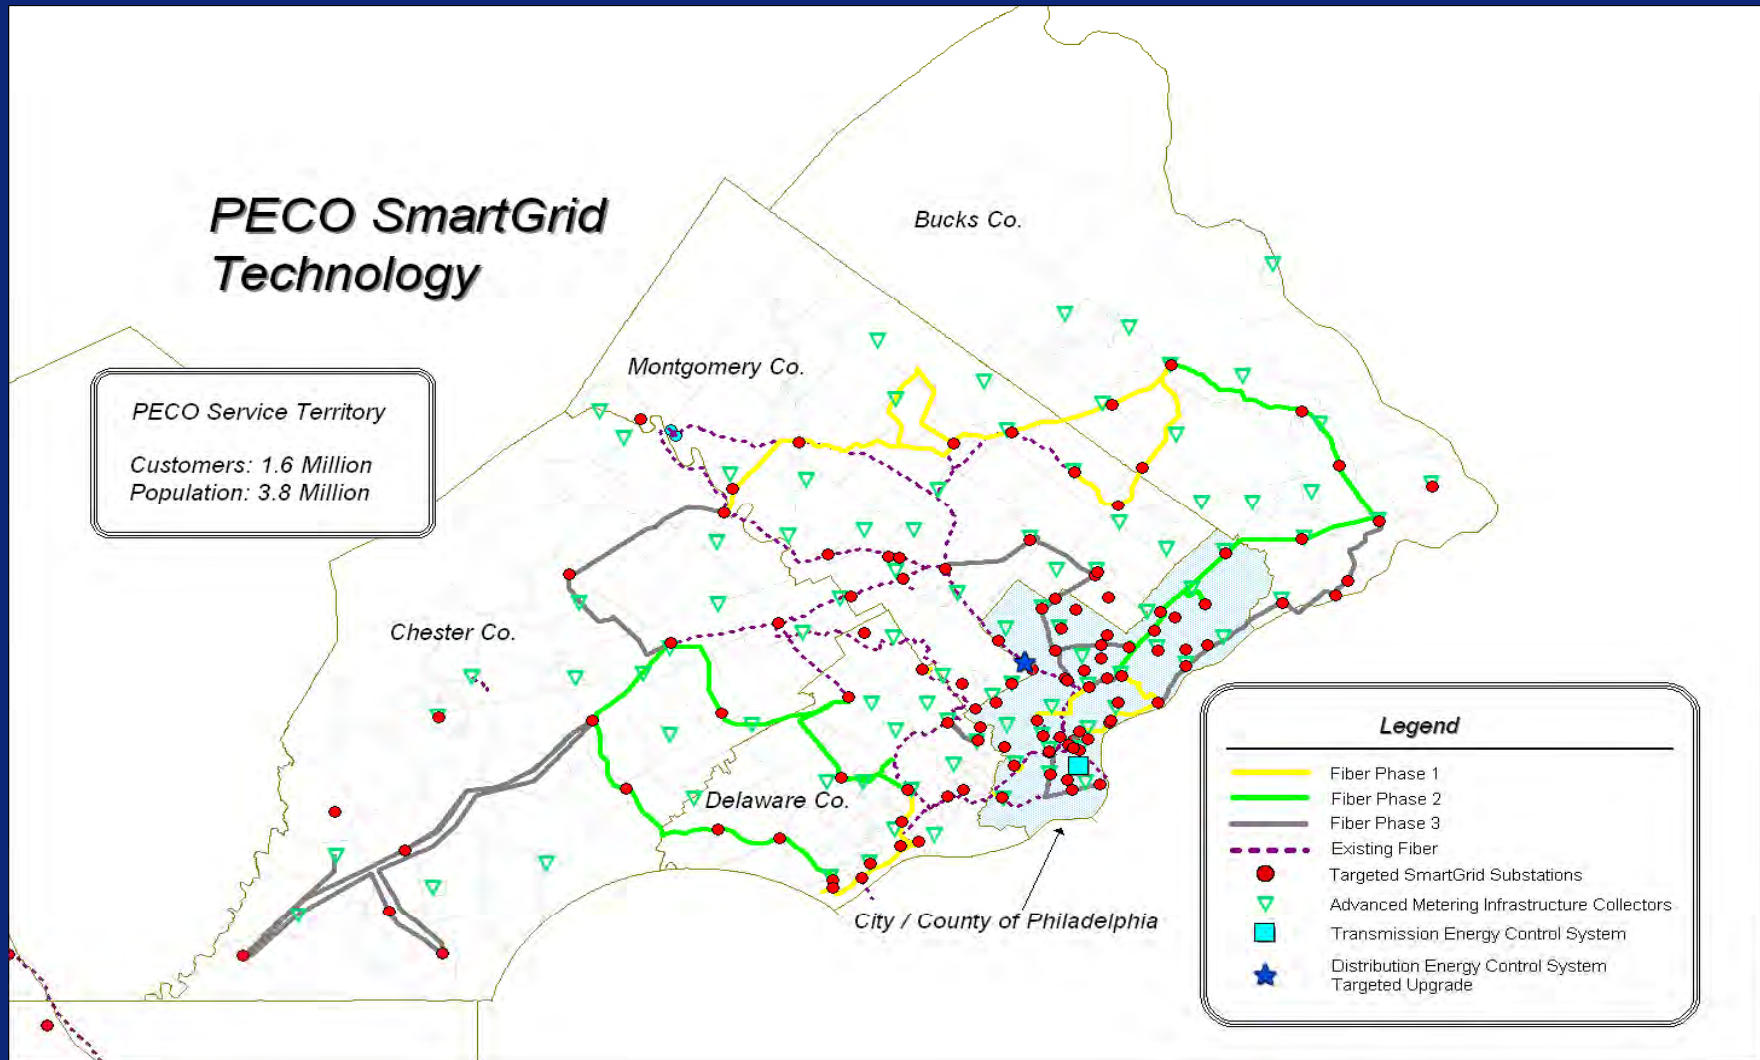 PECO SmartGrid
Technology
Bucks Co.
Montgomery Co.
PECO Service Territory
Customers: 1.6 Million
Population: 3.8 Million
Chester Co.
Delaware Co.
City / County of Philadelphia
Legend
Fiber Phase 1
Fiber Phase 2
Fiber Phase 3
Existing Fiber
Targeted SmartGrid Substations
Advanced Metering Infrastructure Collectors
Transmission Energy Control System
Distribution Energy Control System
Targeted Upgrade